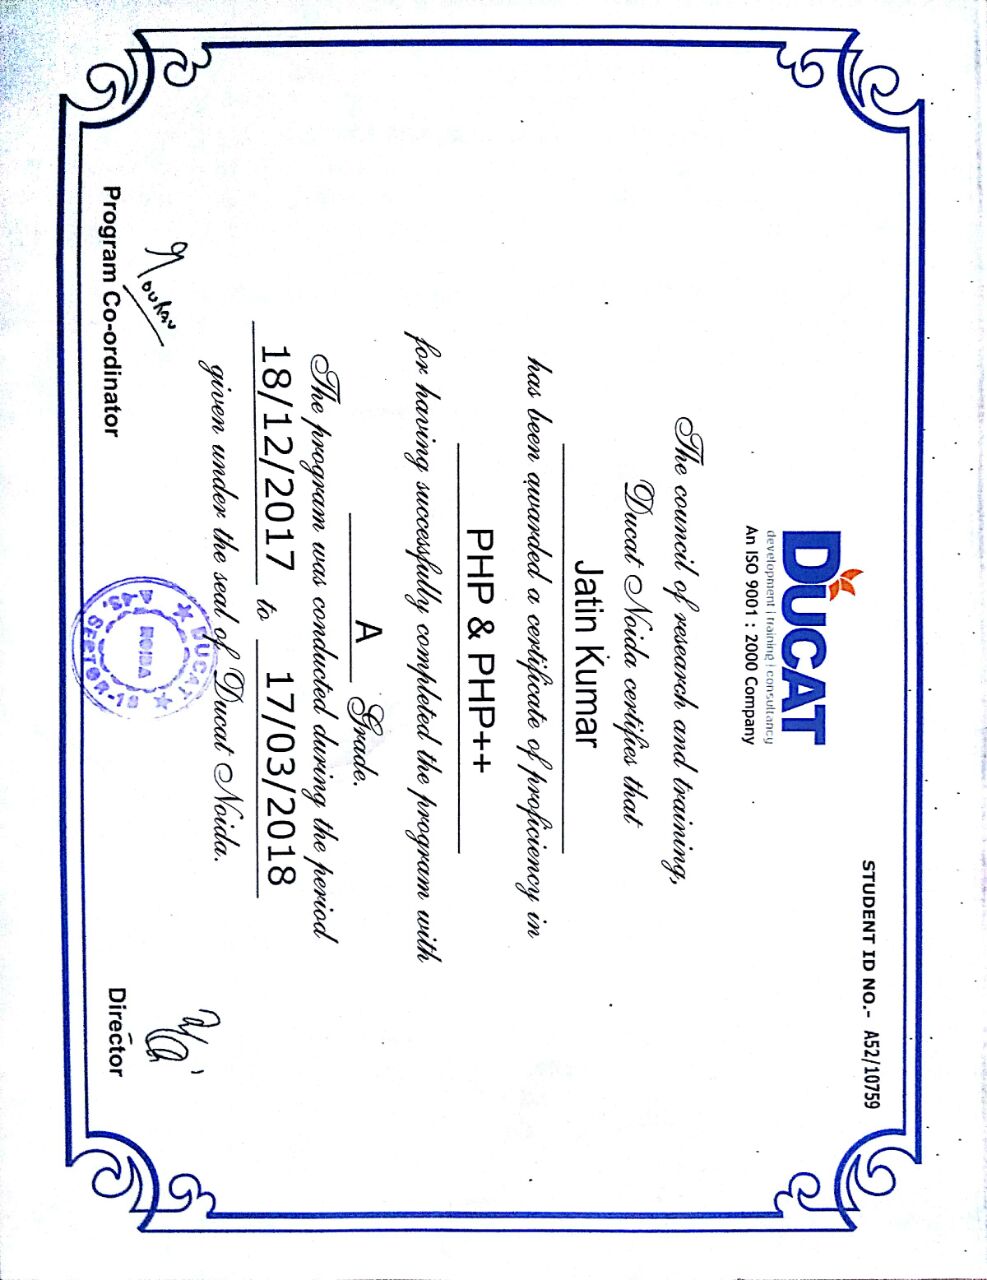 STUDENT ID NO.- A52/10759
DUCAT
development | training | consultancy
An ISO 9001 : 2000 Company
The council of research and training,
Ducat Noida certifies that
Jatin Kumar
has been awarded a certificate of proficiency in
PHP & PHP++
for having successfully completed the program with
A Grade.
The program was conducted during the period
18/12/2017 to 17/03/2018
given under the seal of Ducat Noida.
DUCAT
NOIDA
A-43, SECTOR-16
Program Co-ordinator
Director